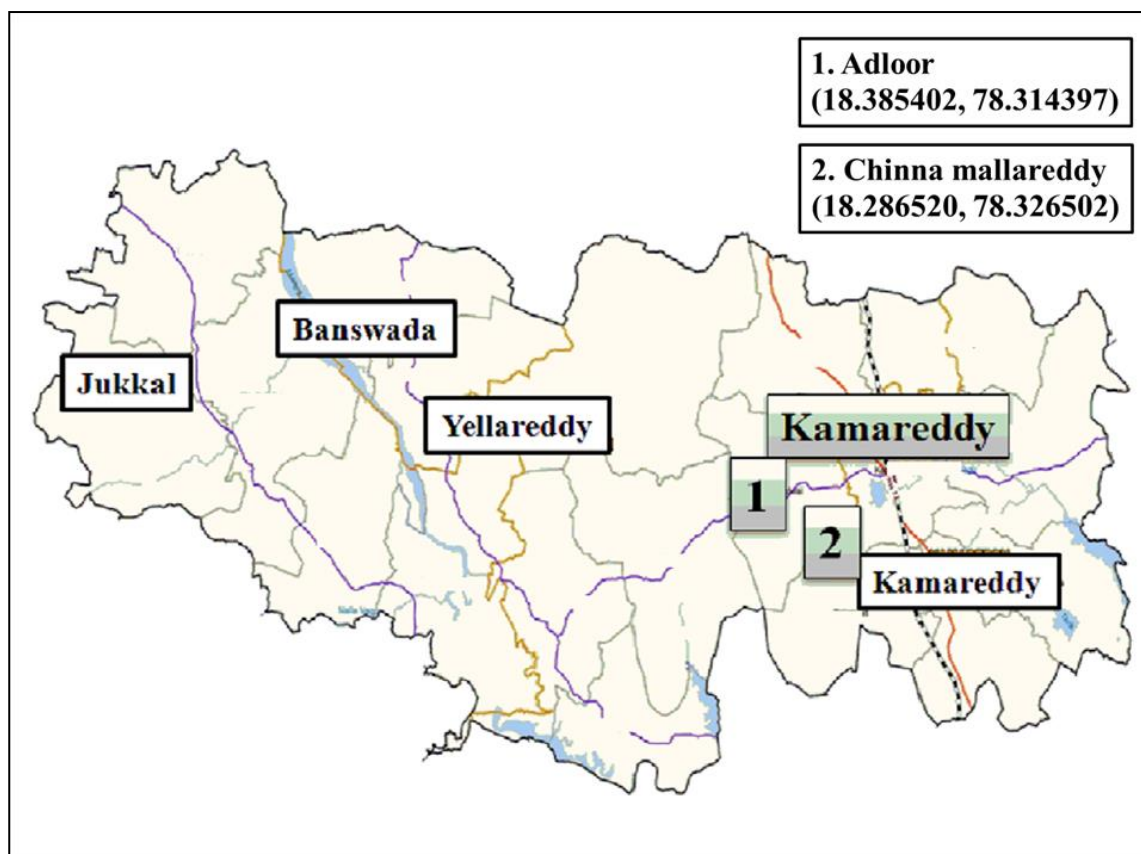 1. Adloor
(18.385402, 78.314397)
2. Chinna mallareddy
(18.286520, 78.326502)
Banswada
Jukkal
Yellareddy
Kamareddy
1
2
Kamareddy